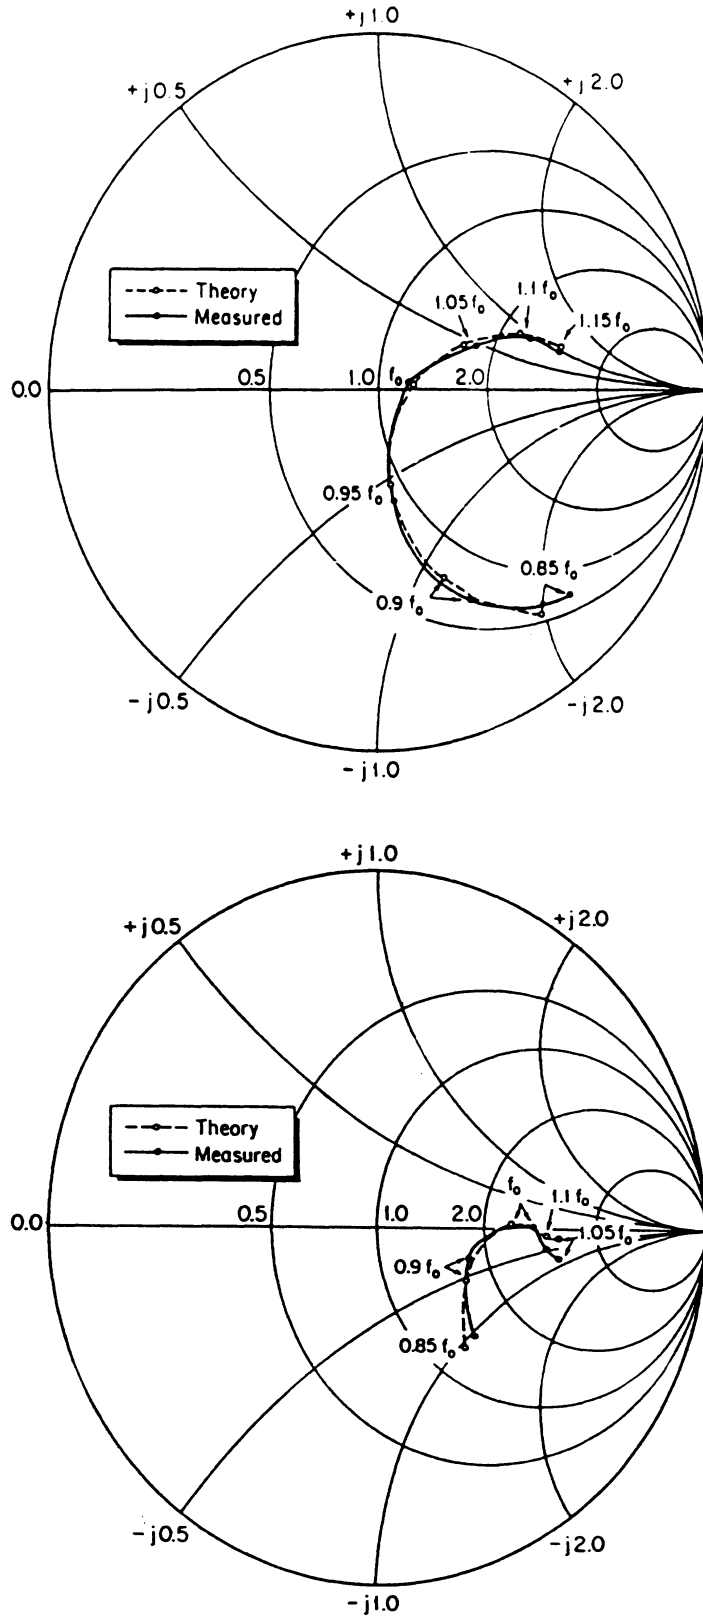 +j1.0
+j0.5
+j2.0
Theory
Measured
1.05 f₀
1.1 f₀
1.15 f₀
0.0
0.5
1.0
f₀
2.0
0.95 f₀
0.85 f₀
0.9 f₀
-j0.5
-j2.0
-j1.0
+j1.0
+j0.5
+j2.0
Theory
Measured
f₀
1.1 f₀
0.0
0.5
1.0
2.0
1.05 f₀
0.9 f₀
0.85 f₀
-j0.5
-j2.0
-j1.0